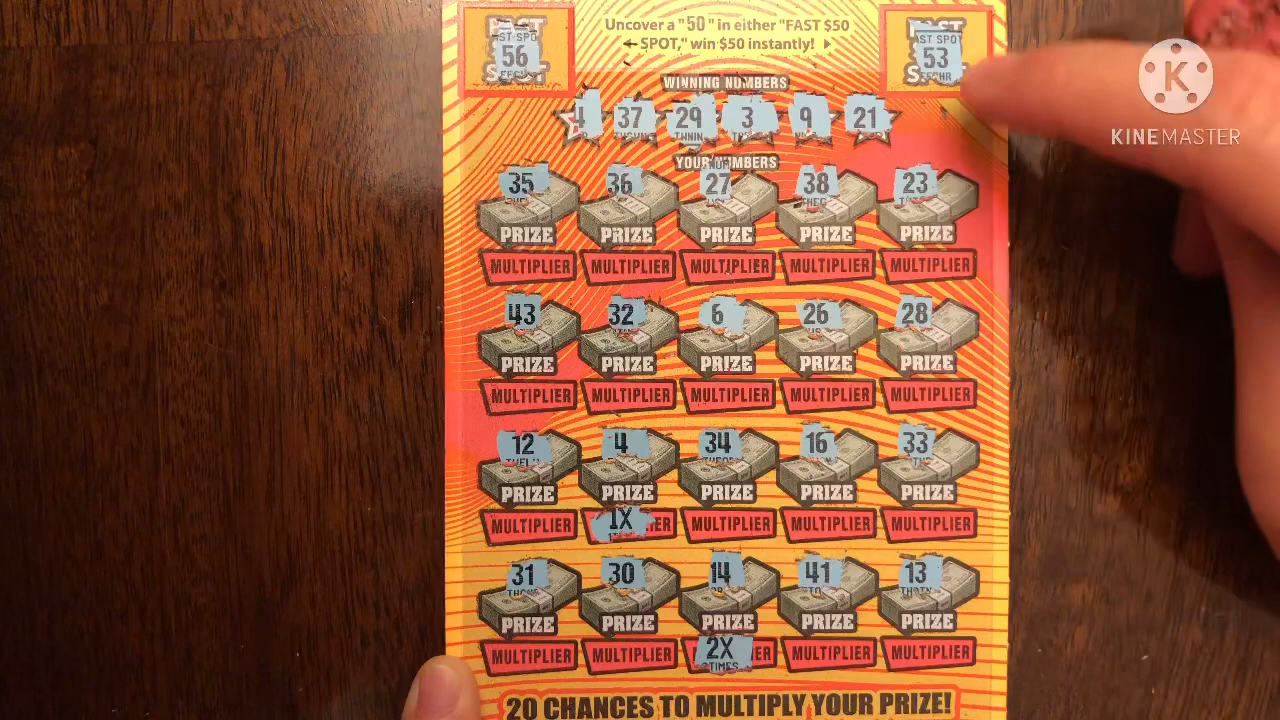 Uncover a "50" in either "FAST $50
SPOT," win $50 instantly!
56
53
WINNING NUMBERS
4 37 29 3 9 21
YOUR NUMBERS
35 36 27 38 23
PRIZE PRIZE PRIZE PRIZE PRIZE
MULTIPLIER MULTIPLIER MULTIPLIER MULTIPLIER MULTIPLIER
43 32 6 26 28
PRIZE PRIZE PRIZE PRIZE PRIZE
MULTIPLIER MULTIPLIER MULTIPLIER MULTIPLIER MULTIPLIER
12 4 34 16 33
PRIZE PRIZE PRIZE PRIZE PRIZE
MULTIPLIER 1X MULTIPLIER MULTIPLIER MULTIPLIER
31 30 14 41 13
PRIZE PRIZE PRIZE PRIZE PRIZE
MULTIPLIER MULTIPLIER 2X MULTIPLIER MULTIPLIER
2TIMES
20 CHANCES TO MULTIPLY YOUR PRIZE!
K
KINEMASTER